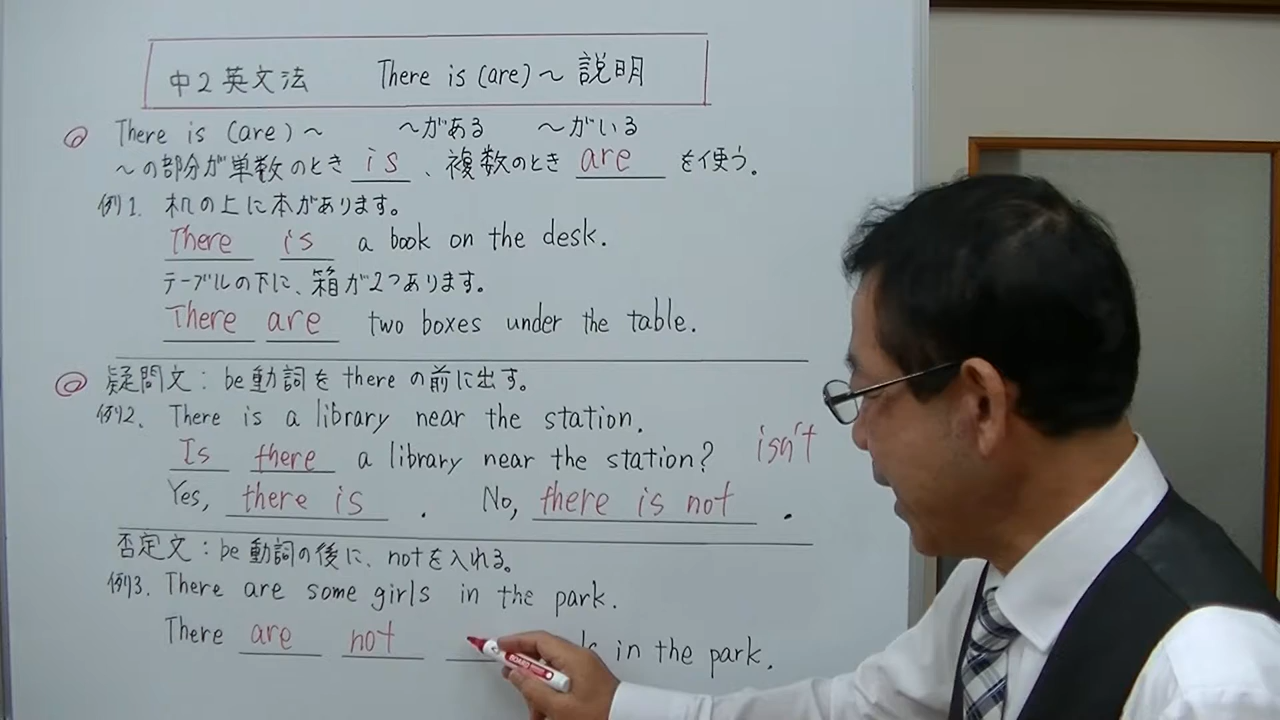 中2英文法 There is (are) ～ 説明
◎ There is (are) ～ ～がある ～がいる
～の部分が単数のとき is 、複数のとき are を使う。
例1. 机の上に本があります。
There is a book on the desk.
テーブルの下に、箱が2つあります。
There are two boxes under the table.
◎ 疑問文：be動詞を there の前に出す。
例2. There is a library near the station.
Is there a library near the station? isn't
Yes, there is . No, there is not .
否定文：be動詞の後に、notを入れる。
例3. There are some girls in the park.
There are not in the park.